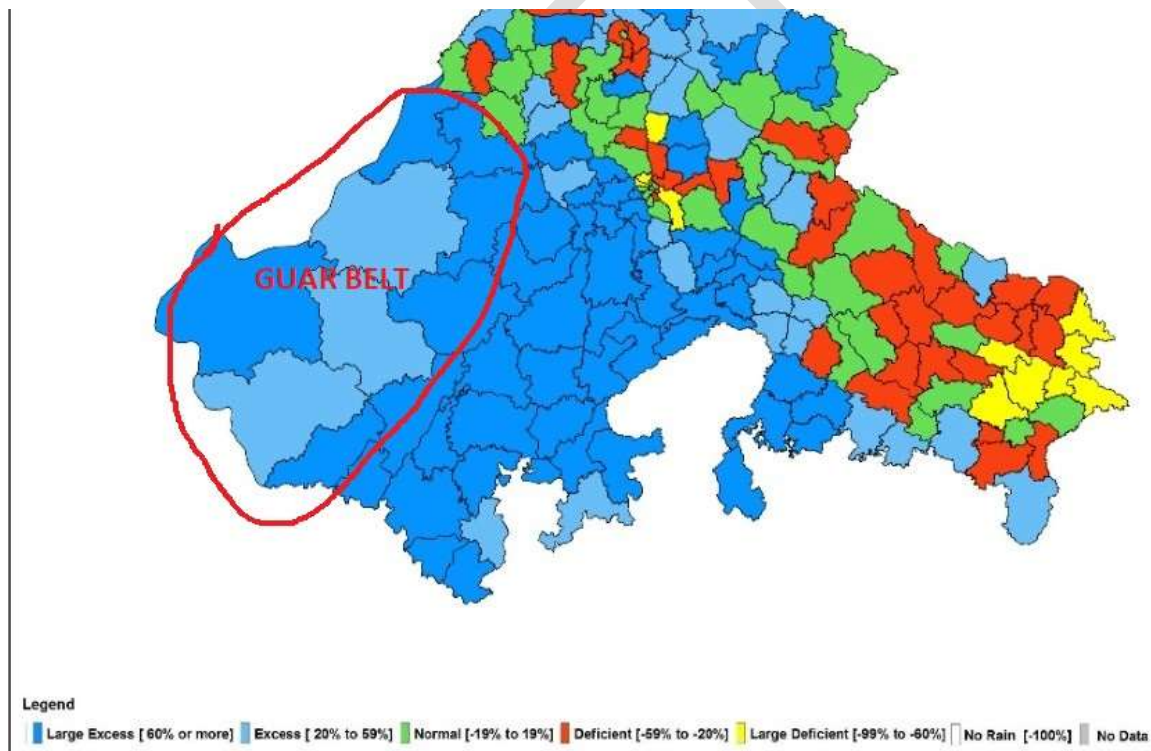 GUAR BELT
Legend
Large Excess [ 60% or more] Excess [ 20% to 59%] Normal [-19% to 19%] Deficient [-59% to -20%] Large Deficient [-99% to -60%] No Rain [-100%] No Data